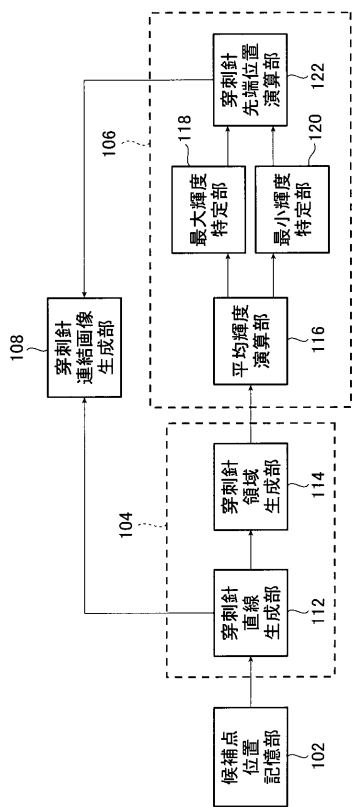 候補点
位置
記憶部
102
104
穿刺針
直線
生成部
112
穿刺針
領域
生成部
114
108
穿刺針
連結画像
生成部
106
平均輝度
演算部
116
118
最大輝度
特定部
最小輝度
特定部
120
穿刺針
先端位置
演算部
122